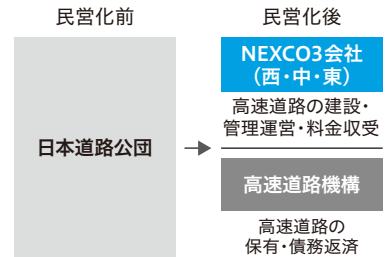 民営化前
民営化後
日本道路公団
NEXCO3会社
（西・中・東）
高速道路の建設・
管理運営・料金収受
高速道路機構
高速道路の
保有・債務返済